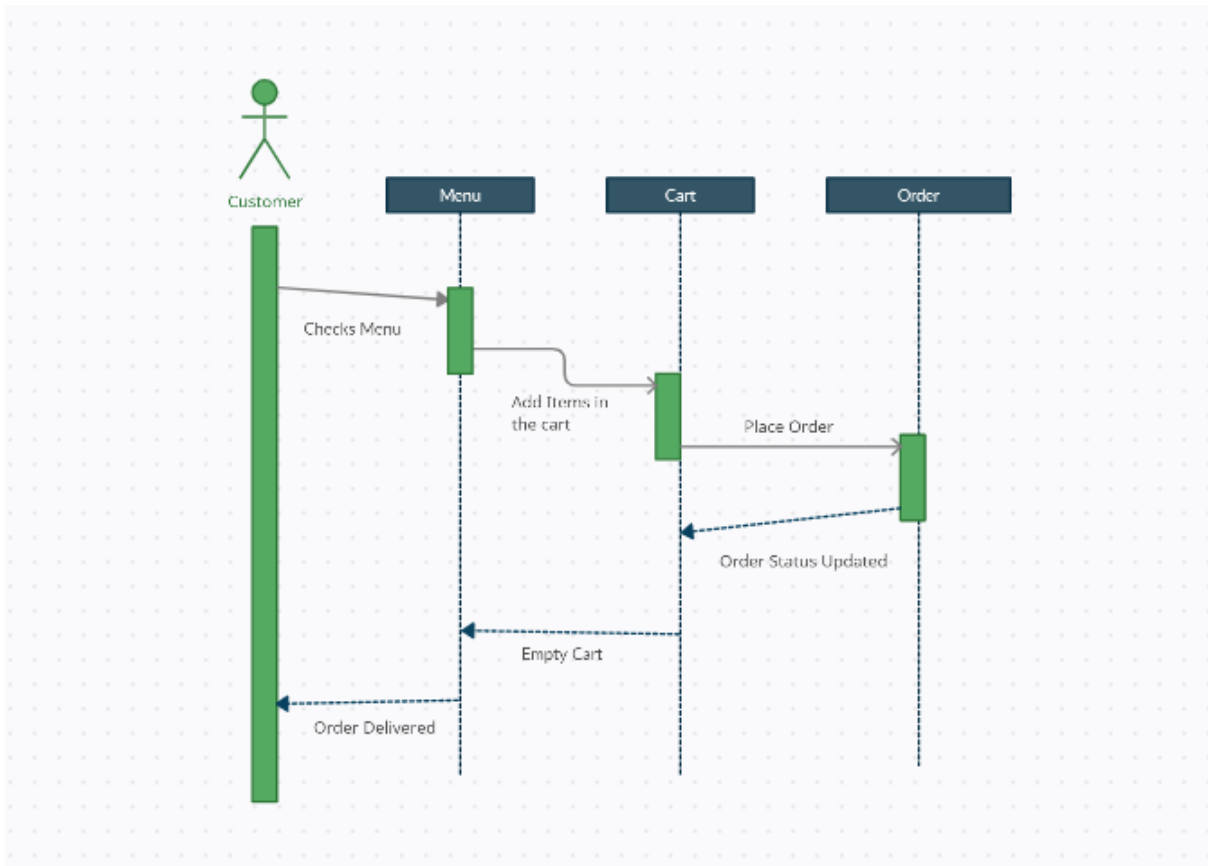 Customer
Menu
Cart
Order
Checks Menu
Add Items in
the cart
Place Order
Order Status Updated
Empty Cart
Order Delivered